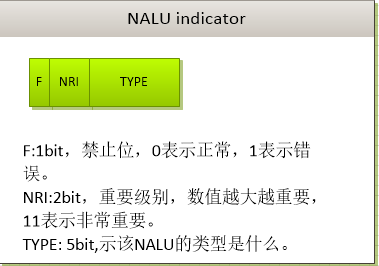 NALU indicator
F
NRI
TYPE
F:1bit，禁止位，0表示正常，1表示错
误。
NRI:2bit，重要级别，数值越大越重要，
11表示非常重要。
TYPE: 5bit,示该NALU的类型是什么。